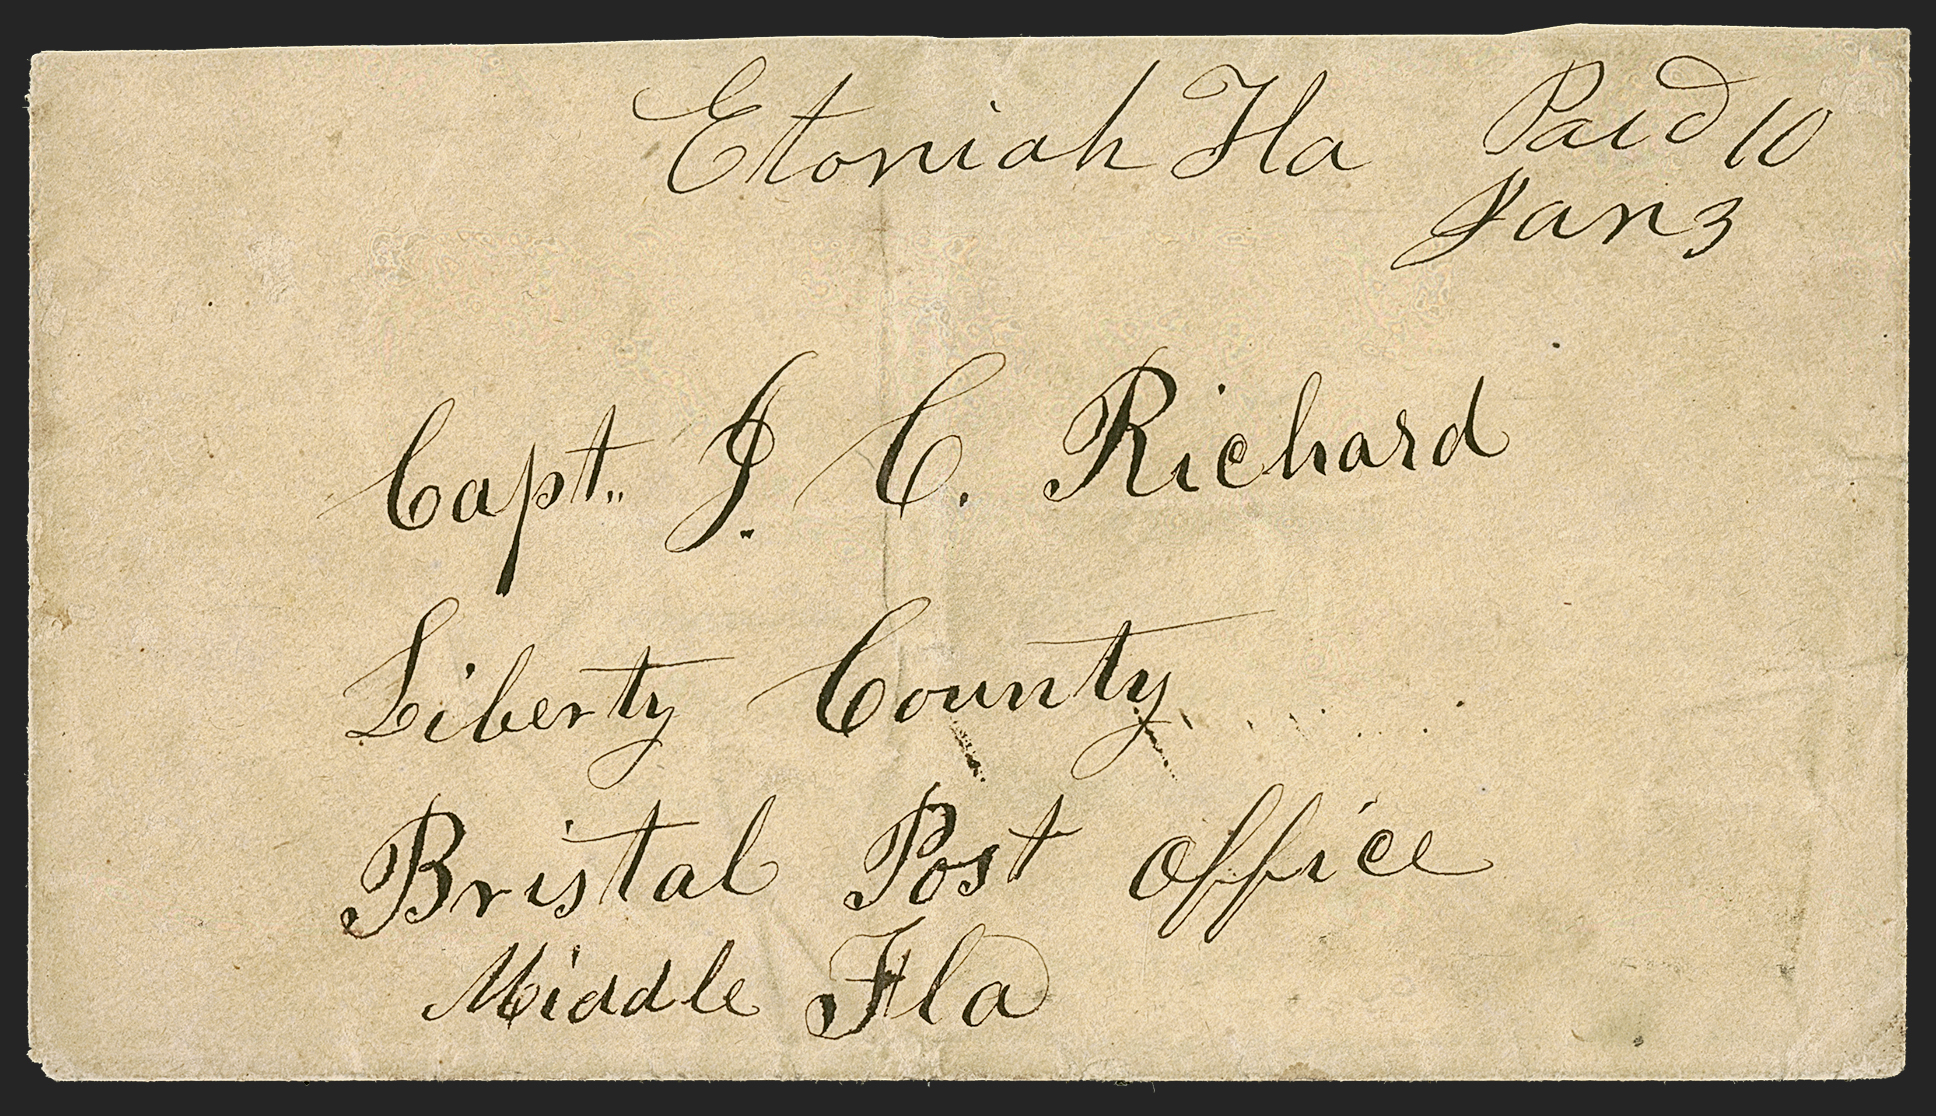 Etoniah Fla Paid 10
Jan 3
Capt. J. C. Richard
Liberty County
Bristal Post Office
Middle Fla